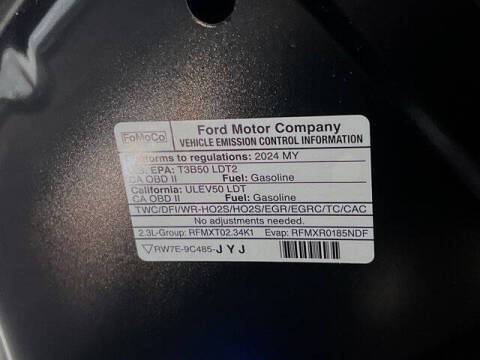 FoMoCo
Ford Motor Company
VEHICLE EMISSION CONTROL INFORMATION
forms to regulations: 2024 MY
EPA: T3B50 LDT2
CA OBD II Fuel: Gasoline
California: ULEV50 LDT
CA OBD II Fuel: Gasoline
TWC/DFI/WR-HO2S/HO2S/EGR/EGRC/TC/CAC
No adjustments needed.
2.3L-Group: RFMXT02.34K1 Evap: RFMXR0185NDF
RW7E-9C485-JYJ